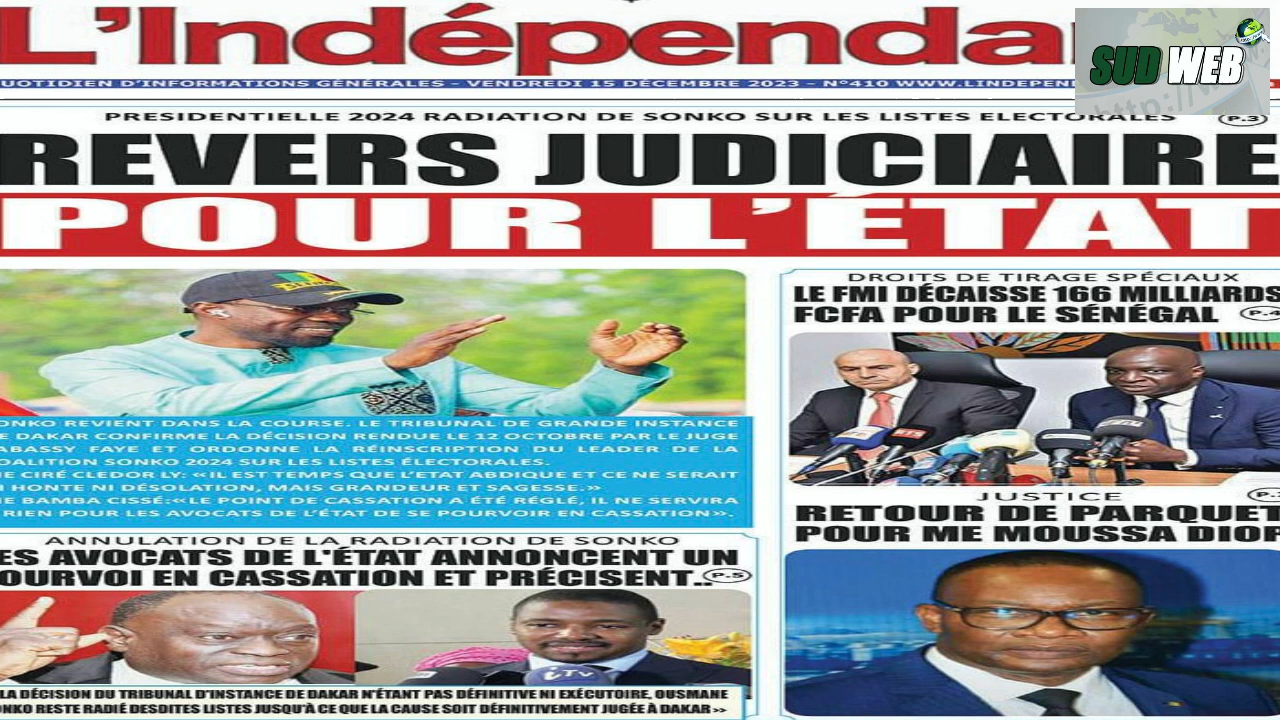 L'Indépenda
SUD WEB
http://
UOTIDIEN D'INFORMATIONS GÉNÉRALES - VENDREDI 15 DÉCEMBRE 2023 - N°410 WWW.LINDEPEN
PRESIDENTIELLE 2024 RADIATION DE SONKO SUR LES LISTES ELECTORALES P.3
REVERS JUDICIAIRE
POUR L'ÉTAT
ONKO REVIENT DANS LA COURSE. LE TRIBUNAL DE GRANDE INSTANCE
E DAKAR CONFIRME LA DÉCISION RENDUE LE 12 OCTOBRE PAR LE JUGE
ABASSY FAYE ET ORDONNE LA RÉINSCRIPTION DU LEADER DE LA
OALITION SONKO 2024 SUR LES LISTES ÉLECTORALES.
E CIRÉ CLEDOR LY: «IL EST TEMPS QUE L'ETAT ABDIQUE ET CE NE SERAIT
I HONTE NI DÉSOLATION, MAIS GRANDEUR ET SAGESSE.»
E BAMBA CISSÉ:«LE POINT DE CASSATION A ÉTÉ RÉGLÉ, IL NE SERVIRA
RIEN POUR LES AVOCATS DE L'ÉTAT DE SE POURVOIR EN CASSATION».
ANNULATION DE LA RADIATION DE SONKO
ES AVOCATS DE L'ÉTAT ANNONCENT UN
OURVOI EN CASSATION ET PRÉCISENT... P.5
iTV
LA DÉCISION DU TRIBUNAL D'INSTANCE DE DAKAR N'ÉTANT PAS DÉFINITIVE NI EXÉCUTOIRE, OUSMANE
ONKO RESTE RADIÉ DESDITES LISTES JUSQU'À CE QUE LA CAUSE SOIT DÉFINITIVEMENT JUGÉE À DAKAR »
DROITS DE TIRAGE SPÉCIAUX
LE FMI DÉCAISSE 166 MILLIARDS
FCFA POUR LE SÉNÉGAL P.4
JUSTICE P.
RETOUR DE PARQUET
POUR ME MOUSSA DIOP